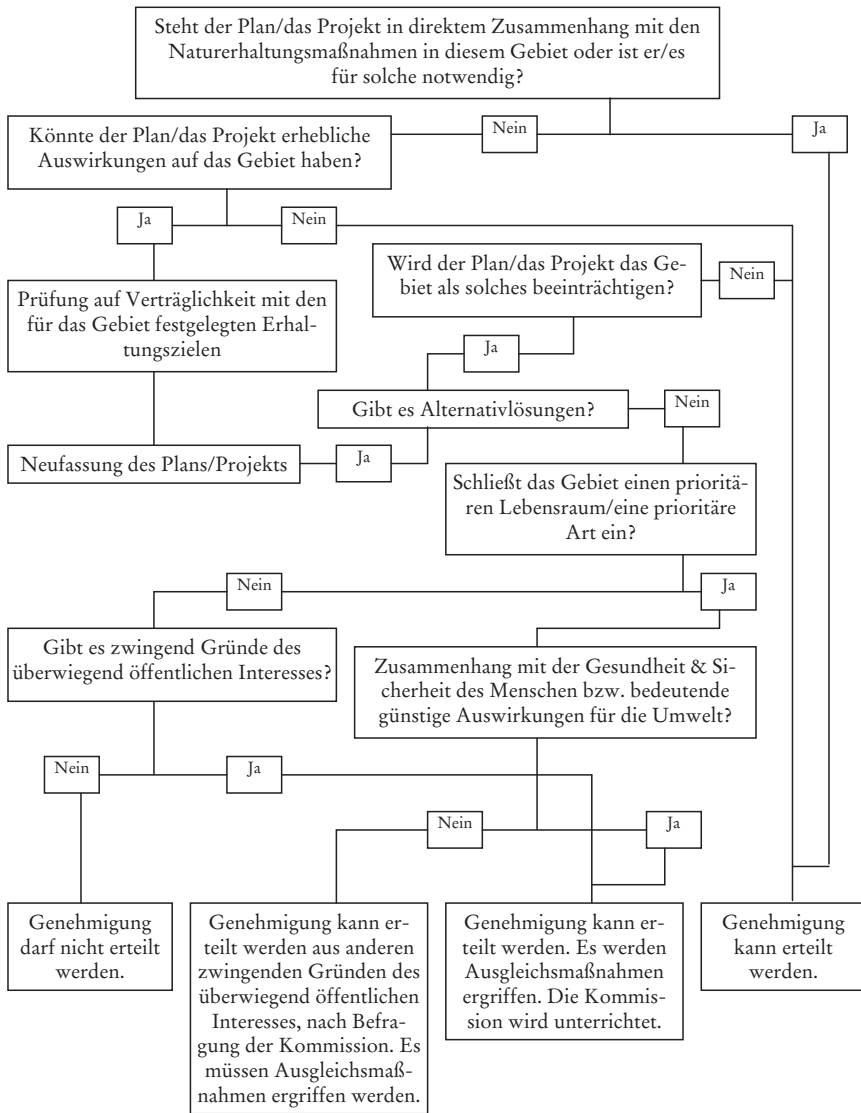 Steht der Plan/das Projekt in direktem Zusammenhang mit den
Naturerhaltungsmaßnahmen in diesem Gebiet oder ist er/es
für solche notwendig?
Nein
Ja
Könnte der Plan/das Projekt erhebliche
Auswirkungen auf das Gebiet haben?
Ja
Nein
Wird der Plan/das Projekt das Ge-
biet als solches beeinträchtigen?
Nein
Prüfung auf Verträglichkeit mit den
für das Gebiet festgelegten Erhal-
tungszielen
Ja
Gibt es Alternativlösungen?
Nein
Neufassung des Plans/Projekts
Ja
Schließt das Gebiet einen prioritä-
ren Lebensraum/eine prioritäre
Art ein?
Nein
Ja
Gibt es zwingend Gründe des
überwiegend öffentlichen Interesses?
Zusammenhang mit der Gesundheit & Si-
cherheit des Menschen bzw. bedeutende
günstige Auswirkungen für die Umwelt?
Nein
Ja
Nein
Ja
Genehmigung
darf nicht erteilt
werden.
Genehmigung kann er-
teilt werden aus anderen
zwingenden Gründen des
überwiegend öffentlichen
Interesses, nach Befra-
gung der Kommission. Es
müssen Ausgleichsmaß-
nahmen ergriffen werden.
Genehmigung kann er-
teilt werden. Es werden
Ausgleichsmaßnahmen
ergriffen. Die Kommis-
sion wird unterrichtet.
Genehmigung
kann erteilt
werden.